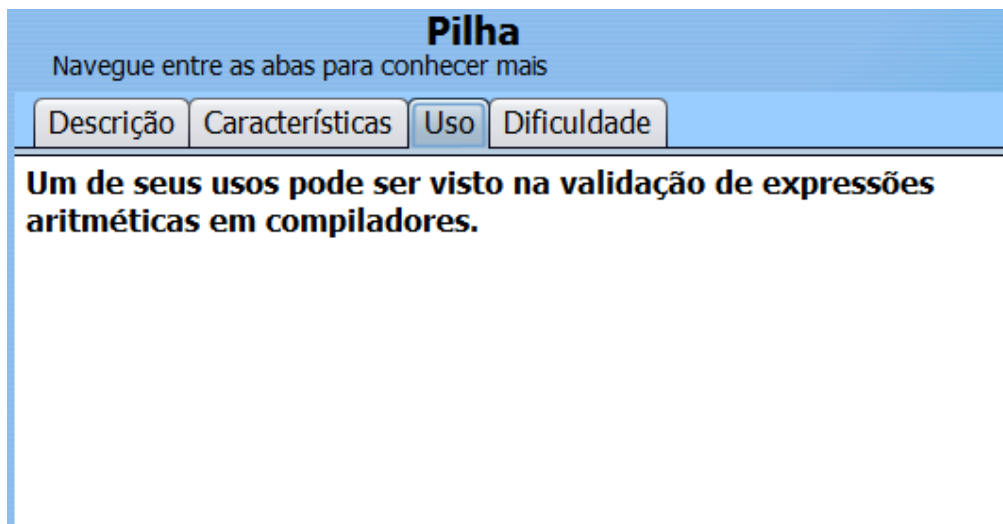 Pilha
Navegue entre as abas para conhecer mais
Descrição Características Uso Dificuldade
Um de seus usos pode ser visto na validação de expressões
aritméticas em compiladores.